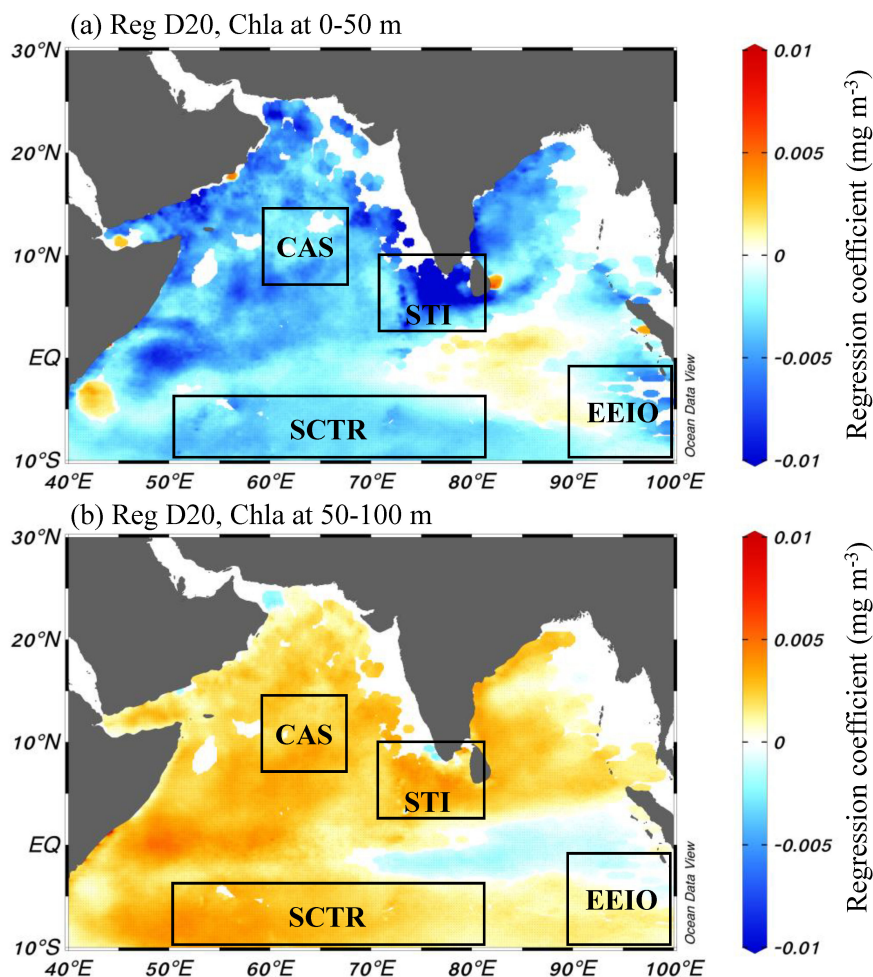 (a) Reg D20, Chla at 0-50 m
30°N
20°N
10°N
EQ
10°S
40°E 50°E 60°E 70°E 80°E 90°E 100°E
CAS
STI
SCTR
EEIO
Ocean Data View
0.01
0.005
0
-0.005
-0.01
Regression coefficient (mg m⁻³)
(b) Reg D20, Chla at 50-100 m
30°N
20°N
10°N
EQ
10°S
40°E 50°E 60°E 70°E 80°E 90°E 100°E
CAS
STI
SCTR
EEIO
Ocean Data View
0.01
0.005
0
-0.005
-0.01
Regression coefficient (mg m⁻³)